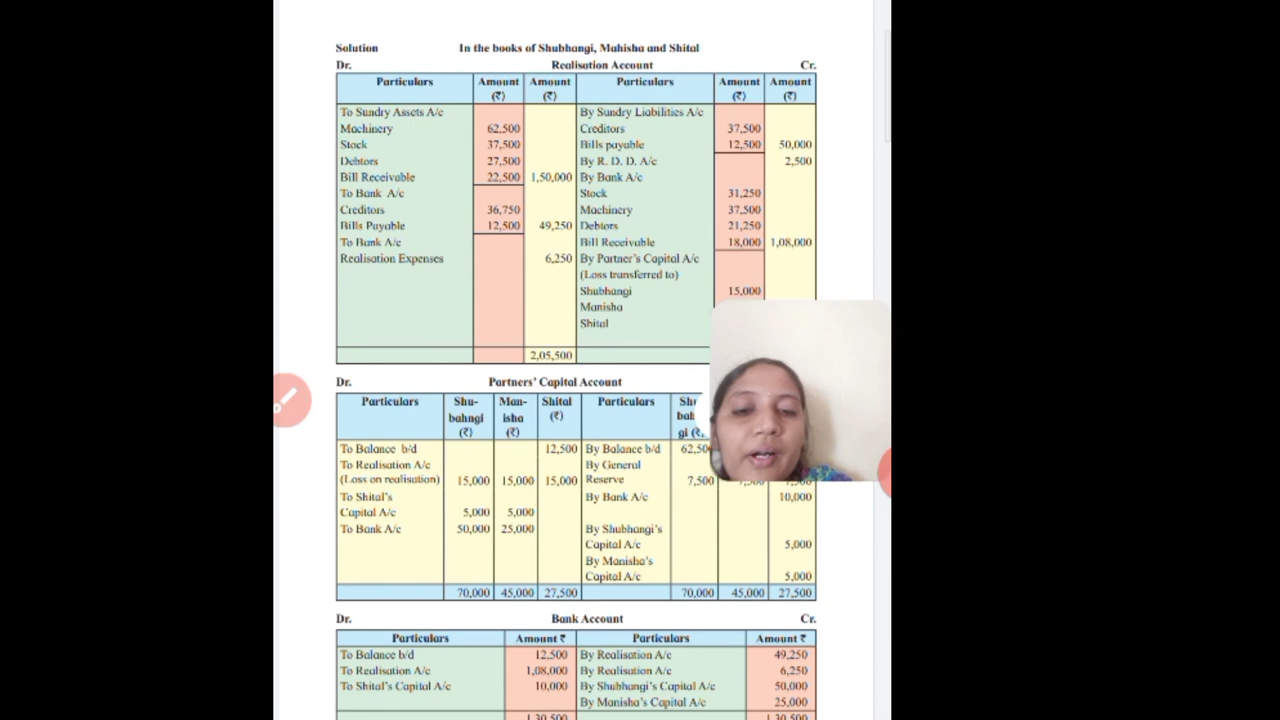 Solution In the books of Shubhangi, Mahisha and Shital
Dr. Realisation Account Cr.
Particulars Amount (₹) Amount (₹) Particulars Amount (₹) Amount (₹)
To Sundry Assets A/c By Sundry Liabilities A/c
Machinery 62,500 Creditors 37,500
Stock 37,500 Bills payable 12,500 50,000
Debtors 27,500 By R. D. D. A/c 2,500
Bill Receivable 22,500 1,50,000 By Bank A/c
To Bank A/c Stock 31,250
Creditors 36,750 Machinery 37,500
Bills Payable 12,500 49,250 Debtors 21,250
To Bank A/c Bill Receivable 18,000 1,08,000
Realisation Expenses 6,250 By Partner's Capital A/c
(Loss transferred to)
Shubhangi 15,000
Manisha
Shital
2,05,500
Dr. Partners' Capital Account
Particulars Shu-bahngi (₹) Man-isha (₹) Shital (₹) Particulars gi (₹)
To Balance b/d 12,500 By Balance b/d
To Realisation A/c By General
(Loss on realisation) 15,000 15,000 15,000 Reserve 7,500
To Shital's By Bank A/c 10,000
Capital A/c 5,000 5,000
To Bank A/c 50,000 25,000 By Shubhangi's
Capital A/c 5,000
By Manisha's
Capital A/c 5,000
70,000 45,000 27,500 70,000 45,000 27,500
Dr. Bank Account Cr.
Particulars Amount ₹ Particulars Amount ₹
To Balance b/d 12,500 By Realisation A/c 49,250
To Realisation A/c 1,08,000 By Realisation A/c 6,250
To Shital's Capital A/c 10,000 By Shubhangi's Capital A/c 50,000
By Manisha's Capital A/c 25,000
1,30,500 1,30,500